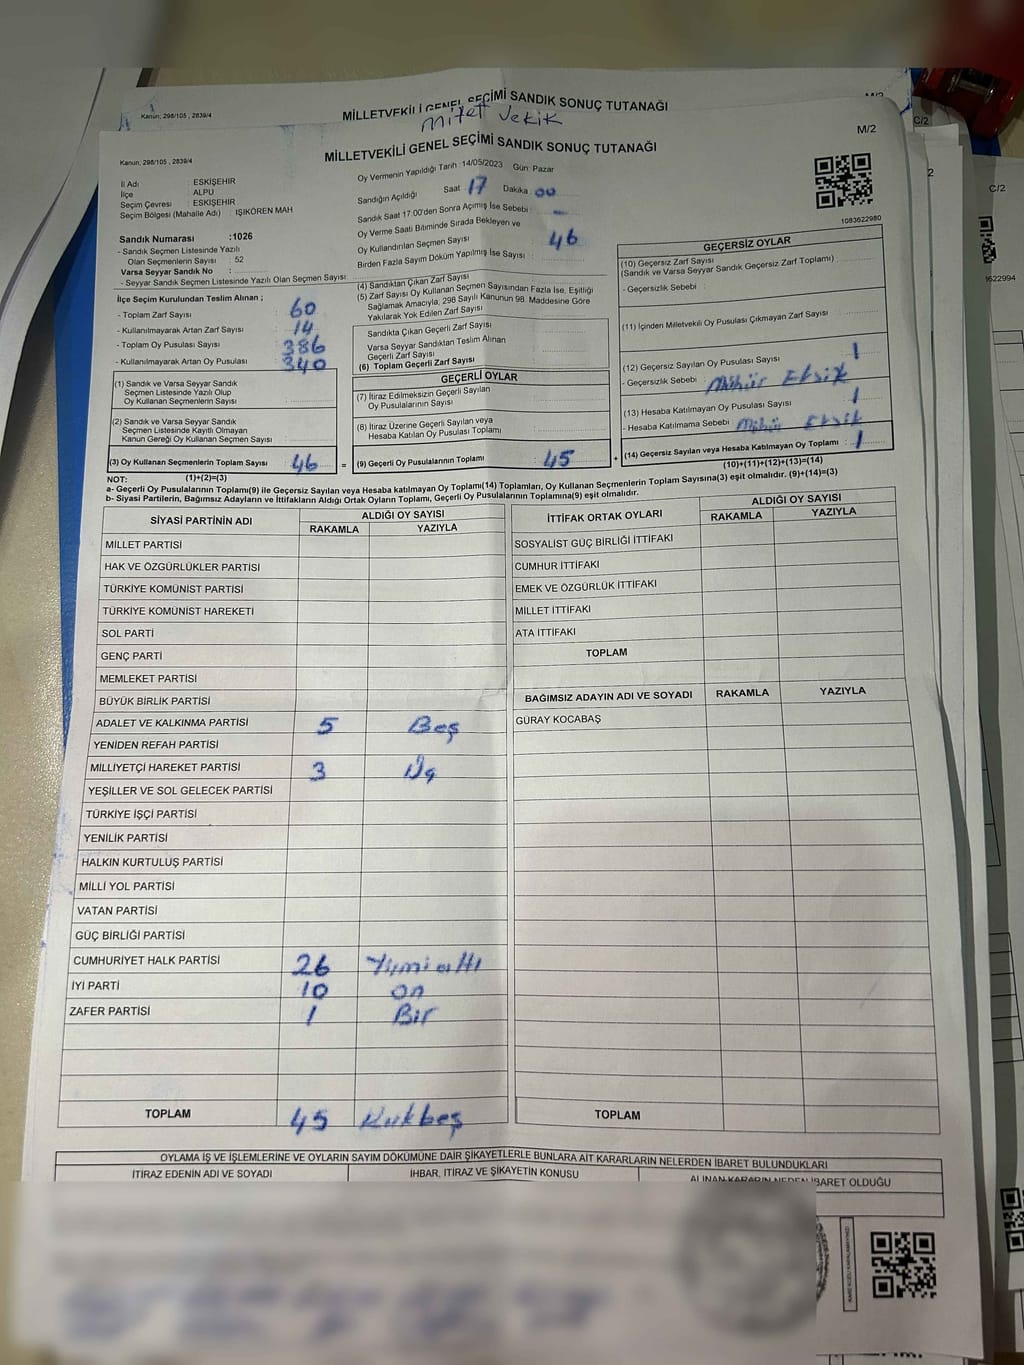 Kanun; 298/105 , 2839/4
MİLLETVEKİLİ GENEL SEÇİMİ SANDIK SONUÇ TUTANAĞI
M/2
C/2
C/2
Kanun, 298/105 , 2839/4
MİLLETVEKİLİ GENEL SEÇİMİ SANDIK SONUÇ TUTANAĞI
M/2
1083622980
İl Adı : ESKİŞEHİR
İlçe : ALPU
Seçim Çevresi : ESKİŞEHİR
Seçim Bölgesi (Mahalle Adı) : IŞIKÖREN MAH
Sandık Numarası :1026
- Sandık Seçmen Listesinde Yazılı
Olan Seçmenlerin Sayısı : 52
Varsa Seyyar Sandık No :
- Seyyar Sandık Seçmen Listesinde Yazılı Olan Seçmen Sayısı :
Oy Vermenin Yapıldığı Tarih : 14/05/2023 Gün: Pazar
Sandığın Açıldığı Saat 17 Dakika: 00
Sandık Saat 17:00'den Sonra Açımış İse Sebebi : -
Oy Verme Saati Bitiminde Sırada Bekleyen ve
Oy Kullandırılan Seçmen Sayısı : 46
Birden Fazla Sayım Döküm Yapılmış İse Sayısı :
İlçe Seçim Kurulundan Teslim Alınan ;
- Toplam Zarf Sayısı : 60
- Kullanılmayarak Artan Zarf Sayısı : 14
- Toplam Oy Pusulası Sayısı : 386
- Kullanılmayarak Artan Oy Pusulası : 340
(1) Sandık ve Varsa Seyyar Sandık
Seçmen Listesinde Yazılı Olup
Oy Kullanan Seçmenlerin Sayısı :
(2) Sandık ve Varsa Seyyar Sandık
Seçmen Listesinde Kayıtlı Olmayan
Kanun Gereği Oy Kullanan Seçmen Sayısı :
(3) Oy Kullanan Seçmenlerin Toplam Sayısı : 46 =
(4) Sandıktan Çıkan Zarf Sayısı
(5) Zarf Sayısı Oy Kullanan Seçmen Sayısından Fazla İse, Eşitliği
Sağlamak Amacıyla, 298 Sayılı Kanunun 98. Maddesine Göre
Yakılarak Yok Edilen Zarf Sayısı :
Sandıkta Çıkan Geçerli Zarf Sayısı
Varsa Seyyar Sandıktan Teslim Alınan
Geçerli Zarf Sayısı
(6) Toplam Geçerli Zarf Sayısı
GEÇERLİ OYLAR
(7) İtiraz Edilmeksizin Geçerli Sayılan
Oy Pusulalarının Sayısı :
(8) İtiraz Üzerine Geçerli Sayılan veya
Hesaba Katılan Oy Pusulası Toplamı :
(9) Geçerli Oy Pusulalarının Toplamı : 45 +
GEÇERSİZ OYLAR
(10) Geçersiz Zarf Sayısı
(Sandık ve Varsa Seyyar Sandık Geçersiz Zarf Toplamı) :
- Geçersizlik Sebebi :
(11) İçinden Milletvekili Oy Pusulası Çıkmayan Zarf Sayısı :
(12) Geçersiz Sayılan Oy Pusulası Sayısı : 1
- Geçersizlik Sebebi : Mühür Eksik
(13) Hesaba Katılmayan Oy Pusulası Sayısı : 1
- Hesaba Katılmama Sebebi : Mühür Eksik
(14) Geçersiz Sayılan veya Hesaba Katılmayan Oy Toplamı : 1
NOT: (1)+(2)=(3)
(10)+(11)+(12)+(13)=(14)
a- Geçerli Oy Pusulalarının Toplamı(9) ile Geçersiz Sayılan veya Hesaba katılmayan Oy Toplamı(14) Toplamları, Oy Kullanan Seçmenlerin Toplam Sayısına(3) eşit olmalıdır. (9)+(14)=(3)
b- Siyasi Partilerin, Bağımsız Adayların ve İttifakların Aldığı Ortak Oyların Toplamı, Geçerli Oy Pusulalarının Toplamına(9) eşit olmalıdır.
SİYASİ PARTİNİN ADI ALDIĞI OY SAYISI
RAKAMLA YAZIYLA
MİLLET PARTİSİ
HAK VE ÖZGÜRLÜKLER PARTİSİ
TÜRKİYE KOMÜNİST PARTİSİ
TÜRKİYE KOMÜNİST HAREKETİ
SOL PARTİ
GENÇ PARTİ
MEMLEKET PARTİSİ
BÜYÜK BİRLİK PARTİSİ
ADALET VE KALKINMA PARTİSİ 5 Beş
YENİDEN REFAH PARTİSİ
MİLLİYETÇİ HAREKET PARTİSİ 3 Üç
YEŞİLLER VE SOL GELECEK PARTİSİ
TÜRKİYE İŞÇİ PARTİSİ
YENİLİK PARTİSİ
HALKIN KURTULUŞ PARTİSİ
MİLLİ YOL PARTİSİ
VATAN PARTİSİ
GÜÇ BİRLİĞİ PARTİSİ
CUMHURİYET HALK PARTİSİ 26 Yirmi altı
İYİ PARTİ 10 on
ZAFER PARTİSİ 1 Bir
TOPLAM 45 Kırkbeş
İTTİFAK ORTAK OYLARI ALDIĞI OY SAYISI
RAKAMLA YAZIYLA
SOSYALİST GÜÇ BİRLİĞİ İTTİFAKI
CUMHUR İTTİFAKI
EMEK VE ÖZGÜRLÜK İTTİFAKI
MİLLET İTTİFAKI
ATA İTTİFAKI
TOPLAM
BAĞIMSIZ ADAYIN ADI VE SOYADI RAKAMLA YAZIYLA
GÜRAY KOCABAŞ
TOPLAM
OYLAMA İŞ VE İŞLEMLERİNE VE OYLARIN SAYIM DÖKÜMÜNE DAİR ŞİKAYETLERLE BUNLARA AİT KARARLARIN NELERDEN İBARET BULUNDUKLARI
İTİRAZ EDENİN ADI VE SOYADI İHBAR, İTİRAZ VE ŞİKAYETİN KONUSU ALINAN KARARIN NEDEN İBARET OLDUĞU